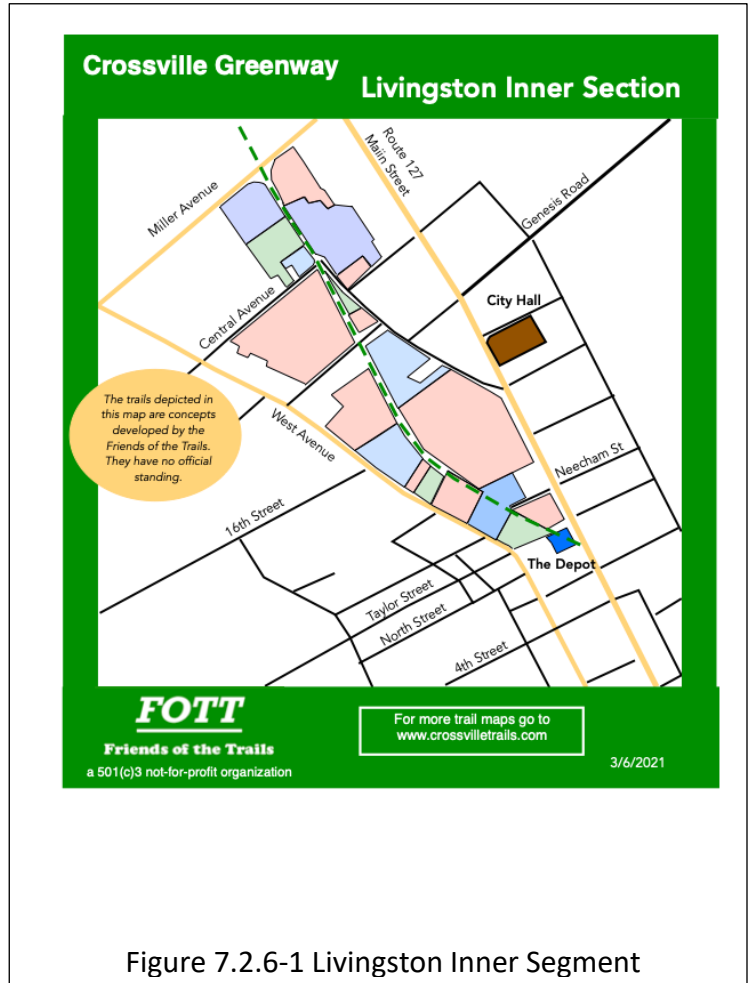 Crossville Greenway
Livingston Inner Section
Route 127
Maiin Street
Miller Avenue
Genesis Road
City Hall
Central Avenue
The trails depicted in
this map are concepts
developed by the
Friends of the Trails.
They have no official
standing.
West Avenue
Neecham St
16th Street
The Depot
Taylor Street
North Street
4th Street
FOTT
Friends of the Trails
a 501(c)3 not-for-profit organization
For more trail maps go to
www.crossvilletrails.com
3/6/2021
Figure 7.2.6-1 Livingston Inner Segment